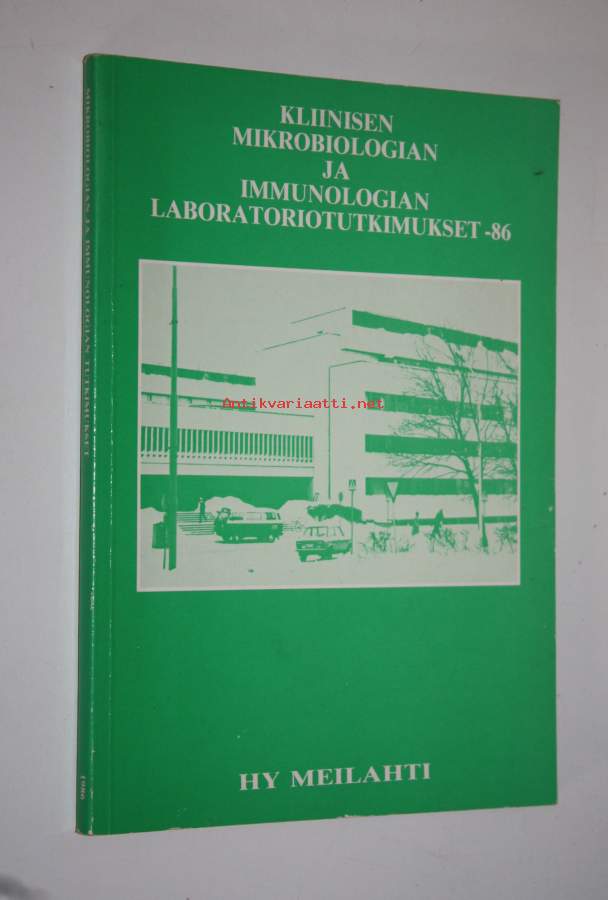 KLIINISEN
MIKROBIOLOGIAN
JA
IMMUNOLOGIAN
LABORATORIOTUTKIMUKSET -86
Antikvariaatti.net
HY MEILAHTI
MIKROBIOLOGIAN JA IMMUNOLOGIAN TUTKIMUKSET
1986